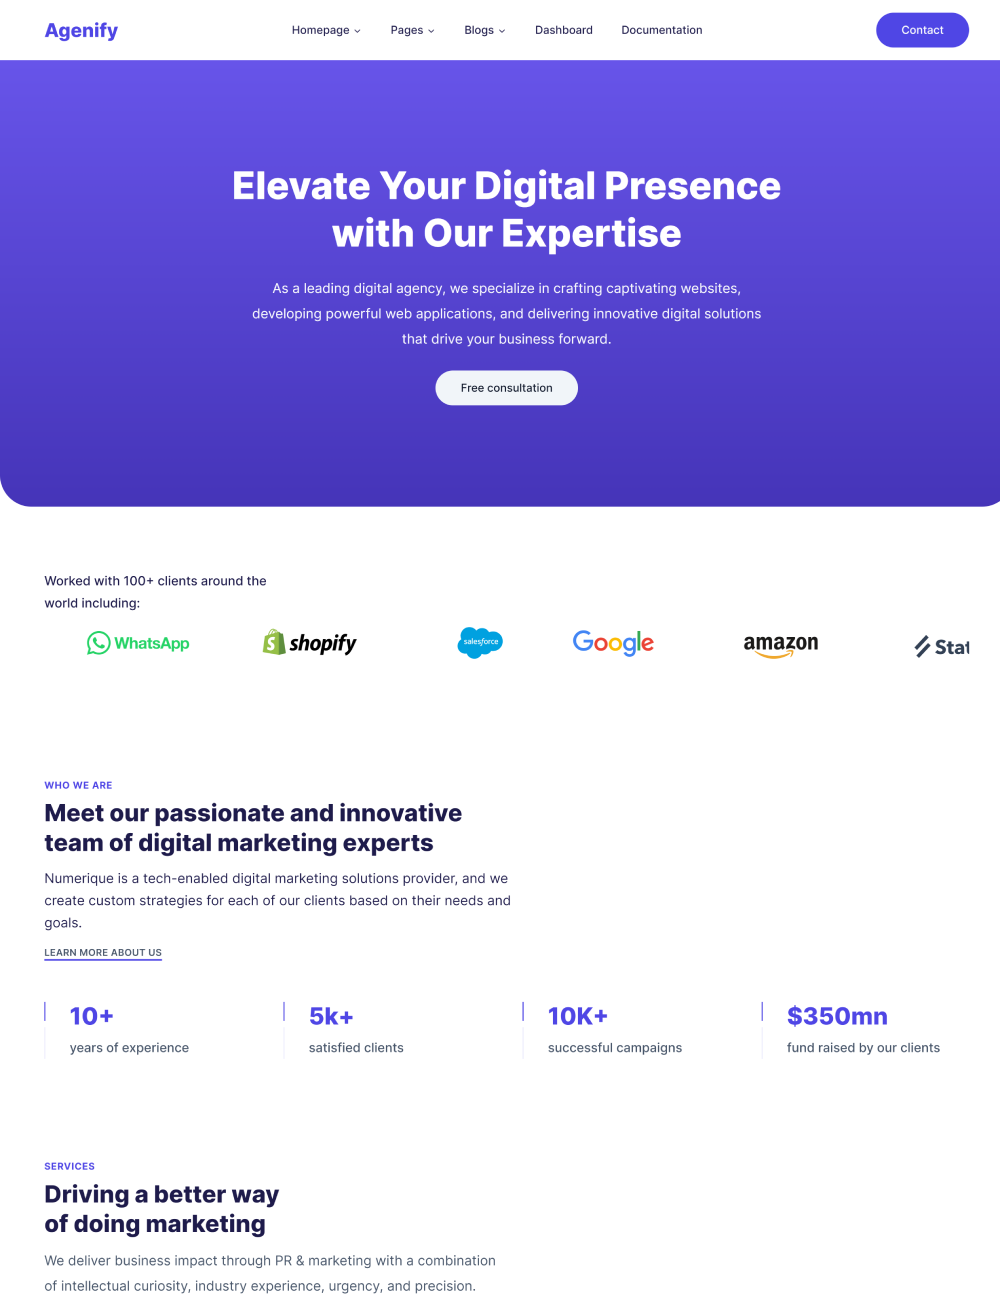 Agenify
Homepage
Pages
Blogs
Dashboard
Documentation
Contact
Elevate Your Digital Presence
with Our Expertise
As a leading digital agency, we specialize in crafting captivating websites,
developing powerful web applications, and delivering innovative digital solutions
that drive your business forward.
Free consultation
Worked with 100+ clients around the
world including:
WhatsApp
shopify
salesforce
Google
amazon
Stat
WHO WE ARE
Meet our passionate and innovative
team of digital marketing experts
Numerique is a tech-enabled digital marketing solutions provider, and we
create custom strategies for each of our clients based on their needs and
goals.
LEARN MORE ABOUT US
10+
years of experience
5k+
satisfied clients
10K+
successful campaigns
$350mn
fund raised by our clients
SERVICES
Driving a better way
of doing marketing
We deliver business impact through PR & marketing with a combination
of intellectual curiosity, industry experience, urgency, and precision.